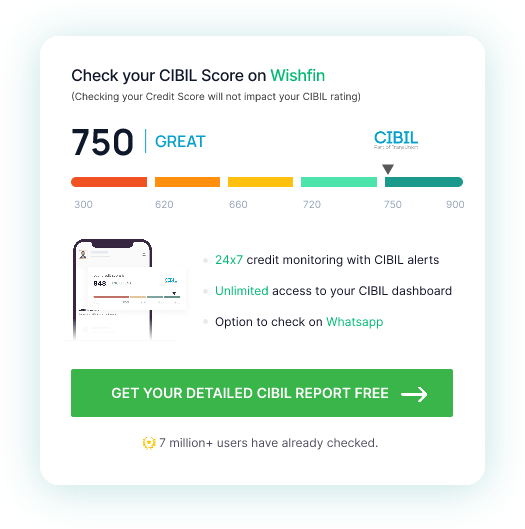 Check your CIBIL Score on Wishfin
(Checking your Credit Score will not impact your CIBIL rating)
750 GREAT
CIBIL
Part of TransUnion
300 620 660 720 750 900
848
CIBIL
24x7 credit monitoring with CIBIL alerts
Unlimited access to your CIBIL dashboard
Option to check on Whatsapp
GET YOUR DETAILED CIBIL REPORT FREE
7 million+ users have already checked.